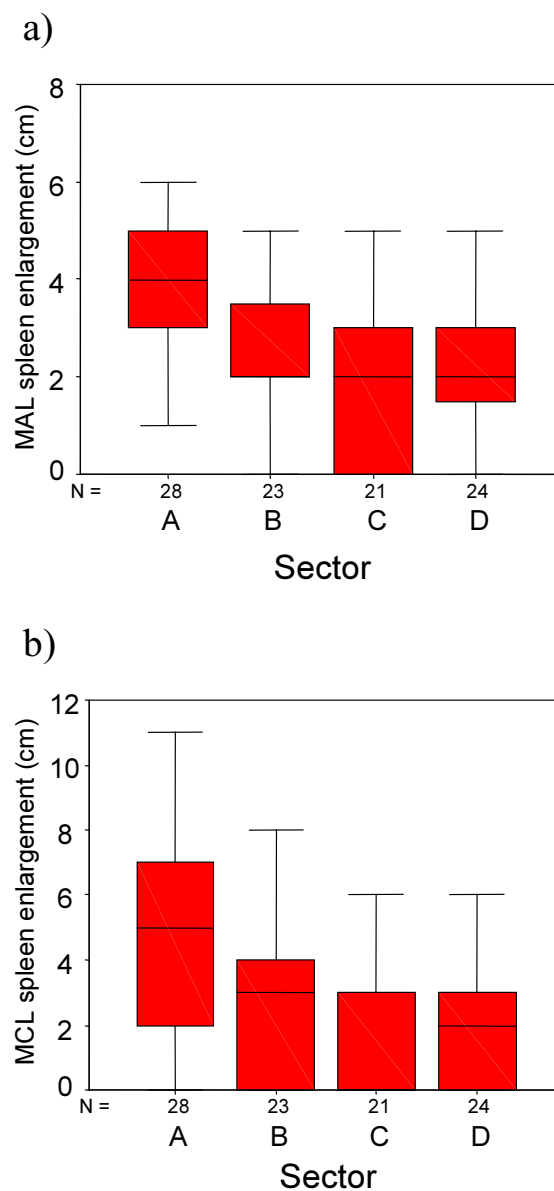 a)
MAL spleen enlargement (cm)
8
6
4
2
0
N = 28 23 21 24
A B C D
Sector
b)
MCL spleen enlargement (cm)
12
10
8
6
4
2
0
N = 28 23 21 24
A B C D
Sector